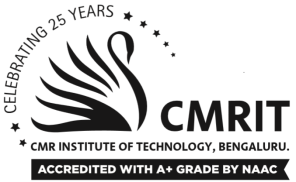 CELEBRATING 25 YEARS
CMRIT
CMR INSTITUTE OF TECHNOLOGY, BENGALURU.
ACCREDITED WITH A+ GRADE BY NAAC